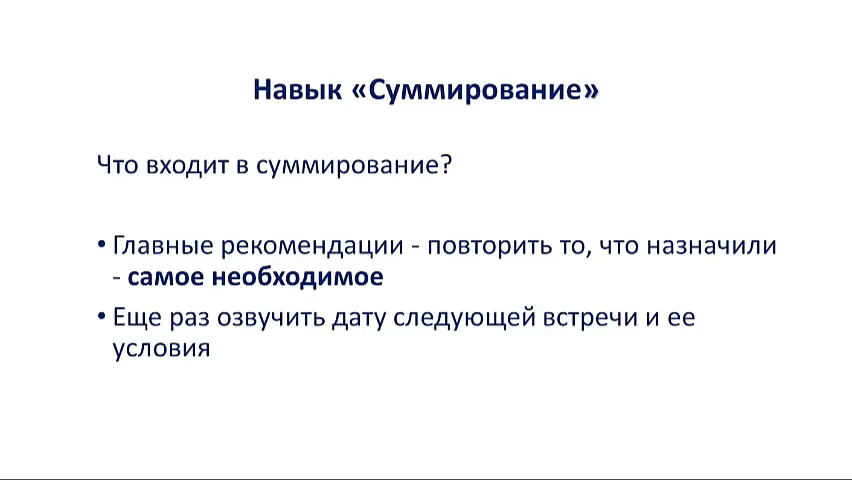 Навык «Суммирование»
Что входит в суммирование?
• Главные рекомендации - повторить то, что назначили
- самое необходимое
• Еще раз озвучить дату следующей встречи и ее
условия